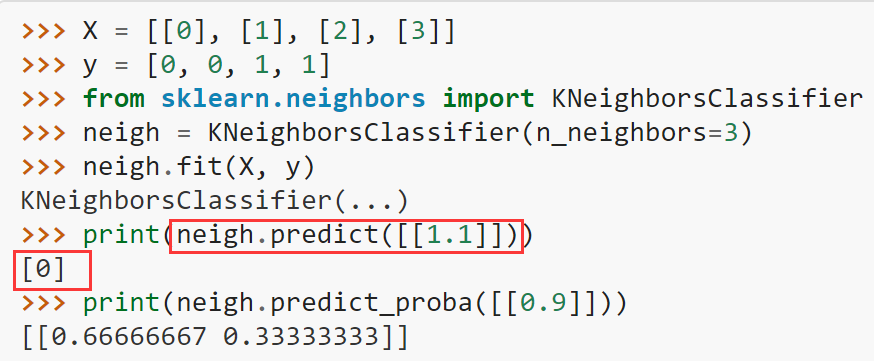 >>> X = [[0], [1], [2], [3]]
>>> y = [0, 0, 1, 1]
>>> from sklearn.neighbors import KNeighborsClassifier
>>> neigh = KNeighborsClassifier(n_neighbors=3)
>>> neigh.fit(X, y)
KNeighborsClassifier(...)
>>> print(neigh.predict([[1.1]]))
[0]
>>> print(neigh.predict_proba([[0.9]]))
[[0.66666667 0.33333333]]